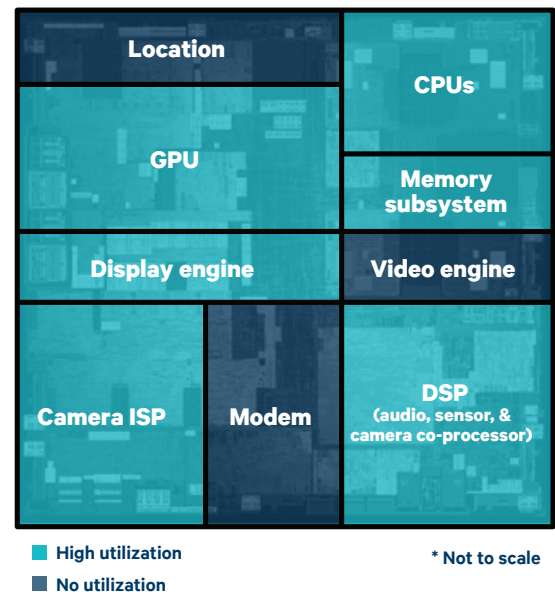 Location
CPUs
GPU
Memory
subsystem
Display engine
Video engine
Camera ISP
Modem
DSP
(audio, sensor, &
camera co-processor)
High utilization
* Not to scale
No utilization